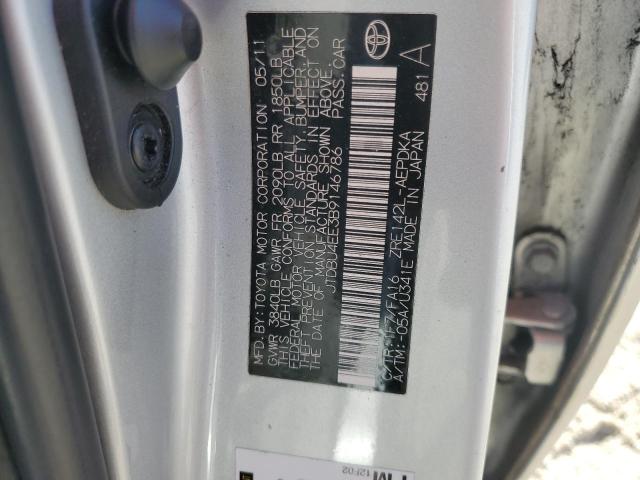 MFD.BY:TOYOTA MOTOR CORPORATION 05/11
GVWR 3840LB GAWR FR 2090LB RR 1850LB
THIS VEHICLE CONFORMS TO ALL APPLICABLE
FEDERAL MOTOR VEHICLE SAFETY, BUMPER, AND
THEFT PREVENTION STANDARDS IN EFFECT ON
THE DATE OF MANUFACTURE SHOWN ABOVE.
JTDBU4EE3B9146786 PASS.CAR
C/TR:1F7/FA16 ZRE142L-AEPDKA
A/TM:-05A/U341E MADE IN JAPAN
481 A
12F02